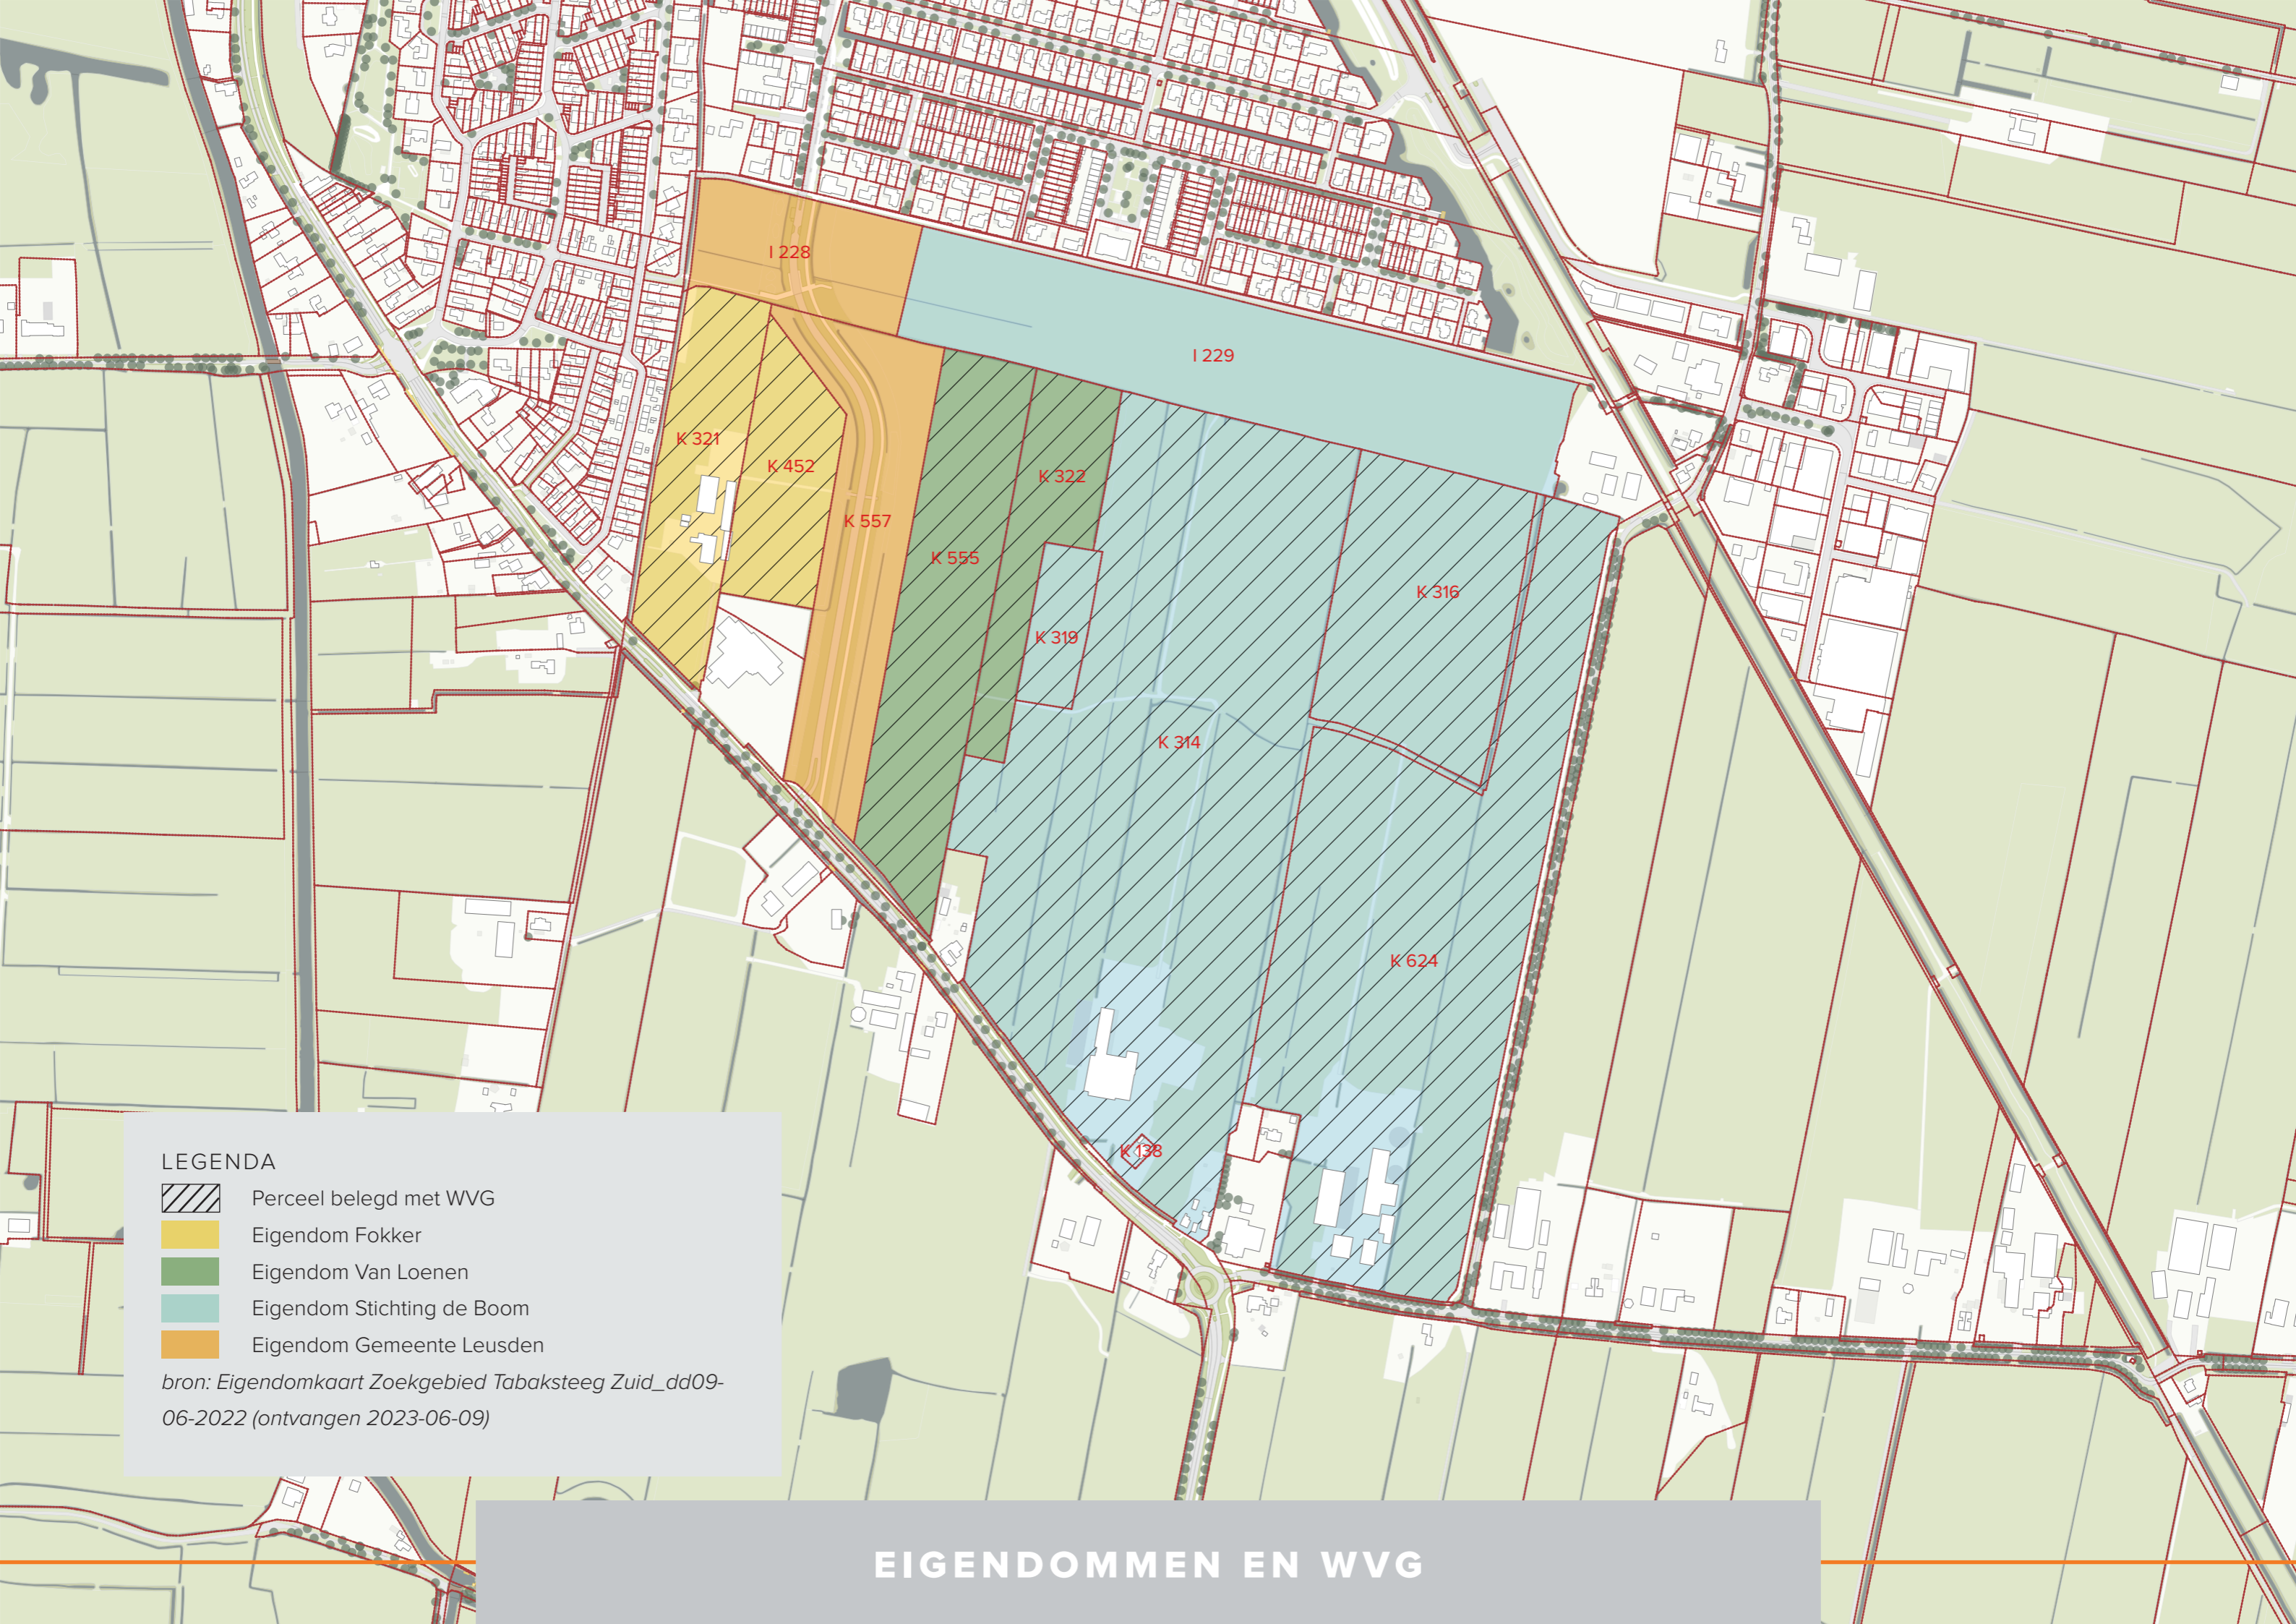 I 228
I 229
K 321
K 452
K 322
K 557
K 555
K 316
K 319
K 314
K 624
K 138
LEGENDA
Perceel belegd met WVG
Eigendom Fokker
Eigendom Van Loenen
Eigendom Stichting de Boom
Eigendom Gemeente Leusden
bron: Eigendomkaart Zoekgebied Tabaksteeg Zuid_dd09-
06-2022 (ontvangen 2023-06-09)
EIGENDOMMEN EN WVG